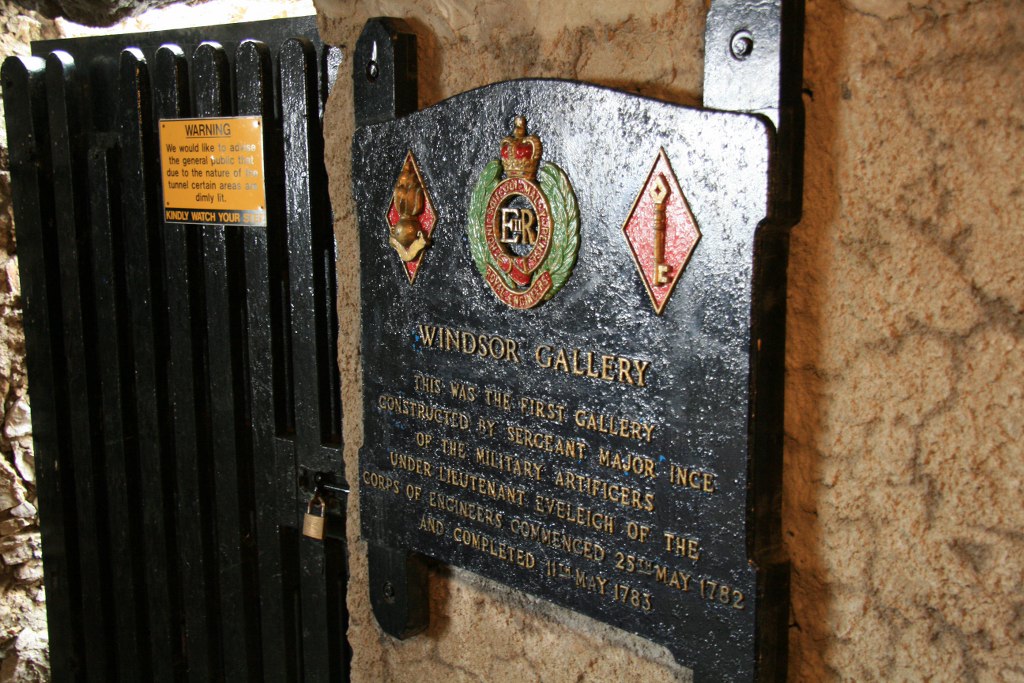 WARNING
We would like to advise
the general public that
due to the nature of the
tunnel certain areas are
dimly lit.
KINDLY WATCH YOUR
E II R
WINDSOR GALLERY
THIS WAS THE FIRST GALLERY
CONSTRUCTED BY SERGEANT MAJOR INCE
OF THE MILITARY ARTIFICERS
UNDER LIEUTENANT EVELEIGH OF THE
CORPS OF ENGINEERS COMMENCED 25TH MAY 1782
AND COMPLETED 11TH MAY 1783